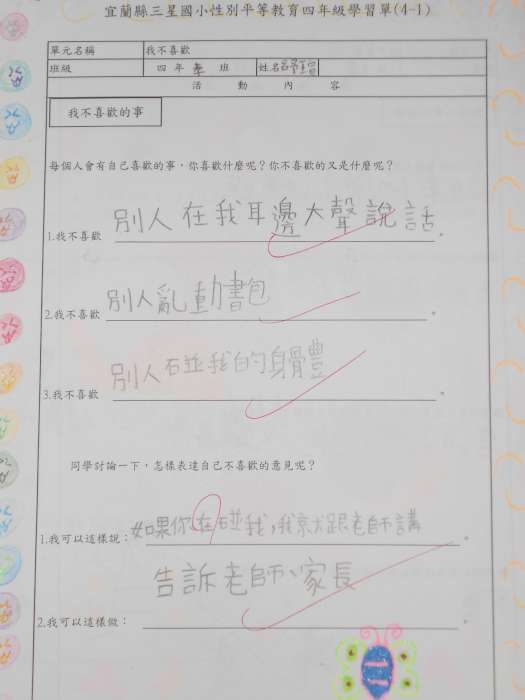 宜蘭縣三星國小性別平等教育四年級學習單(4-1)
單元名稱 我不喜歡
班級 四 年 班 姓名
活 動 內 容
我不喜歡的事
每個人會有自己喜歡的事,你喜歡什麼呢?你不喜歡的又是什麼呢?
1.我不喜歡 別人在我耳邊大聲說話。
2.我不喜歡 別人亂動書包。
3.我不喜歡 別人碰我的身體。
同學討論一下,怎樣表達自己不喜歡的意見呢?
1.我可以這樣說:如果你在碰我,我就跟老師講。
2.我可以這樣做:告訴老師、家長。